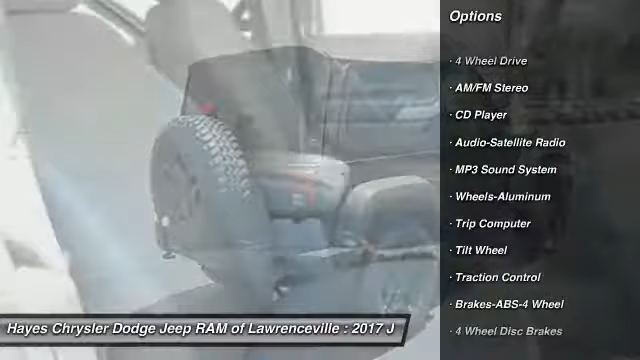 Options
· 4 Wheel Drive
· AM/FM Stereo
· CD Player
· Audio-Satellite Radio
· MP3 Sound System
· Wheels-Aluminum
· Trip Computer
· Tilt Wheel
· Traction Control
· Brakes-ABS-4 Wheel
· 4 Wheel Disc Brakes
Hayes Chrysler Dodge Jeep RAM of Lawrenceville : 2017 J